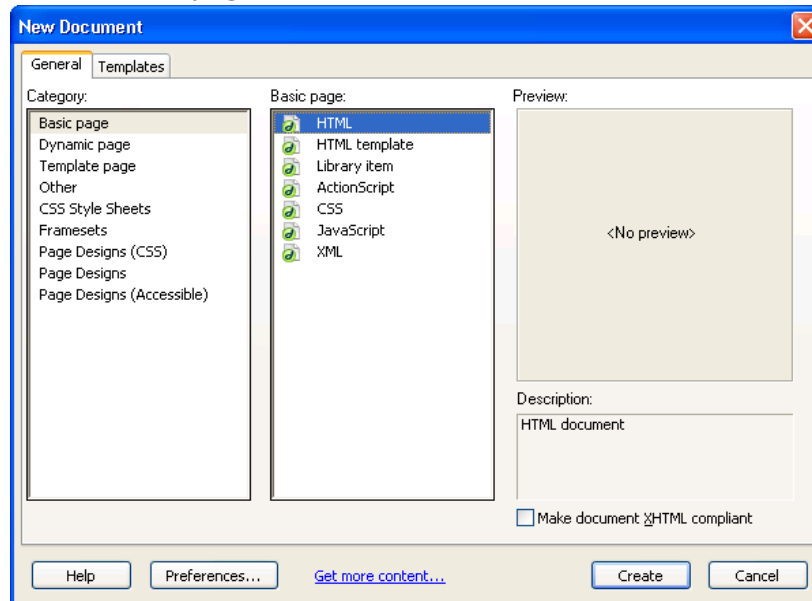 New Document
General
Templates
Category:
Basic page
Dynamic page
Template page
Other
CSS Style Sheets
Framesets
Page Designs (CSS)
Page Designs
Page Designs (Accessible)
Basic page:
HTML
HTML template
Library item
ActionScript
CSS
JavaScript
XML
Preview:
<No preview>
Description:
HTML document
Make document XHTML compliant
Help
Preferences...
Get more content...
Create
Cancel